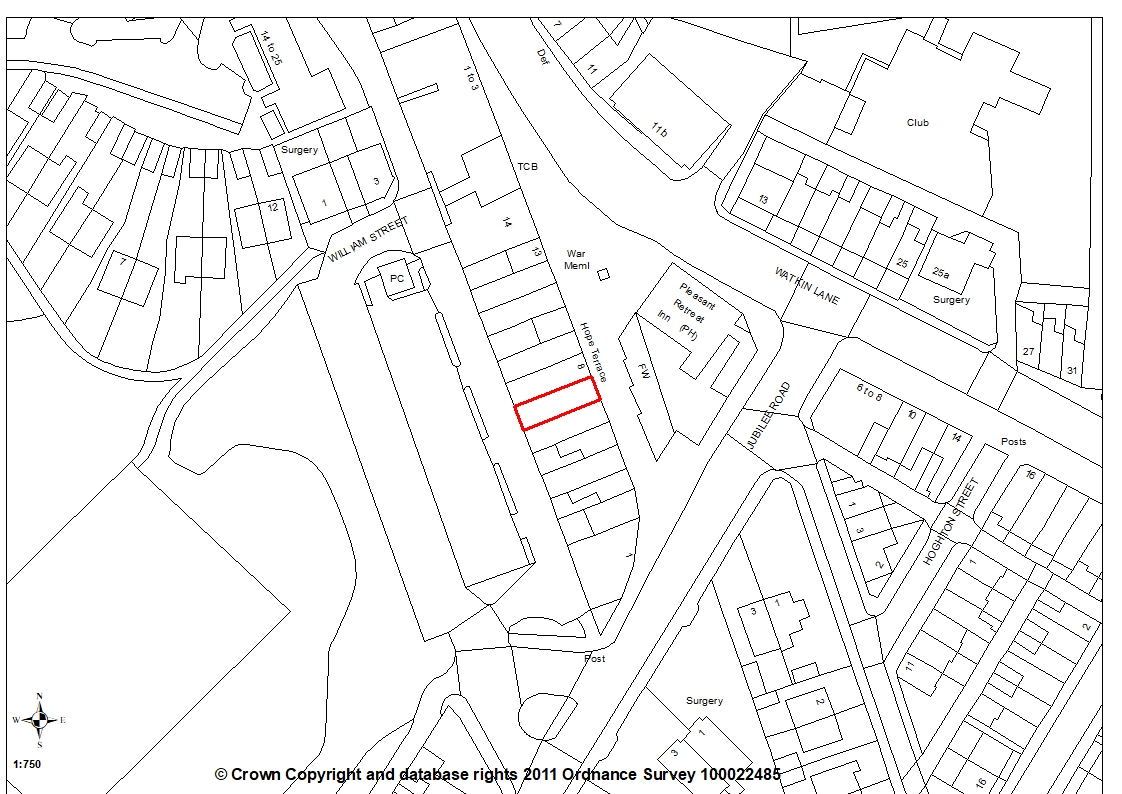 14 to 25
Def
7
11
1 to 3
11b
Club
Surgery
TCB
3
1
12
13
14
13
WILLIAM STREET
War
Meml
25
25a
7
PC
WATKIN LANE
Surgery
Pleasant
Retreat
Inn (PH)
Hope Terrace
27
31
8
FW
6 to 8
10
14
JUBILEE ROAD
Posts
16
1
3
HOGHTON STREET
2
1
1
3
1
2
Post
11
Surgery
2
N
W E
S
1
3
16
1:750
© Crown Copyright and database rights 2011 Ordnance Survey 100022485